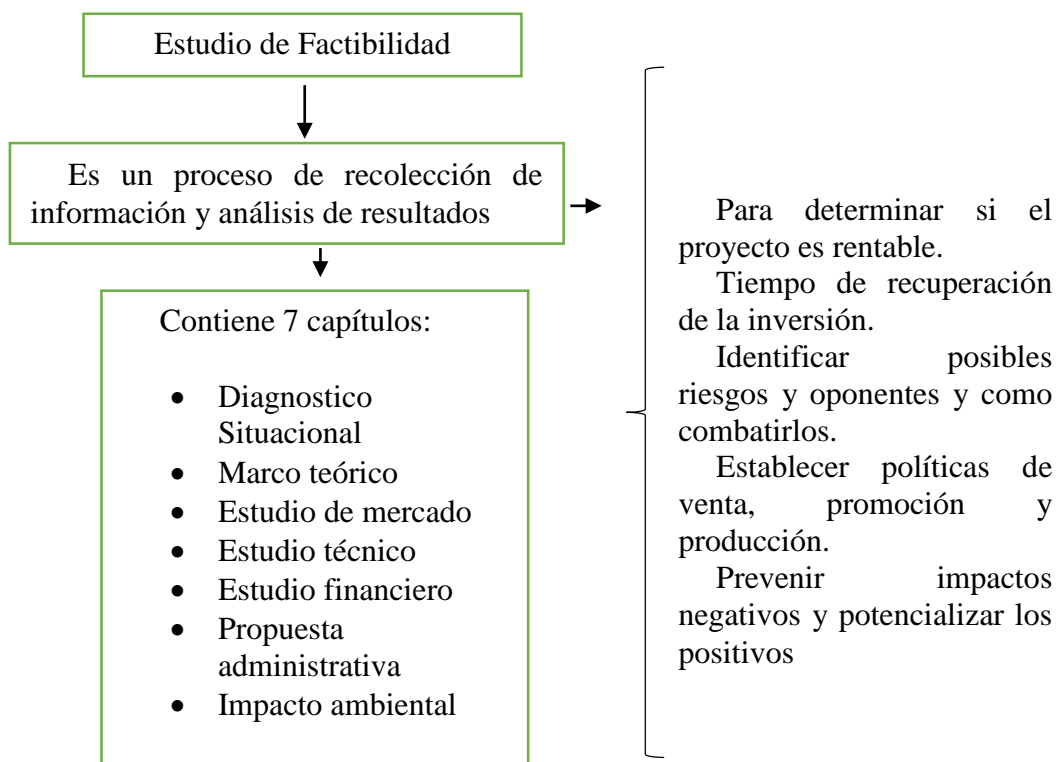 Estudio de Factibilidad
Es un proceso de recolección de
información y análisis de resultados
Contiene 7 capítulos:
• Diagnostico
Situacional
• Marco teórico
• Estudio de mercado
• Estudio técnico
• Estudio financiero
• Propuesta
administrativa
• Impacto ambiental
Para determinar si el
proyecto es rentable.
Tiempo de recuperación
de la inversión.
Identificar posibles
riesgos y oponentes y como
combatirlos.
Establecer políticas de
venta, promoción y
producción.
Prevenir impactos
negativos y potencializar los
positivos